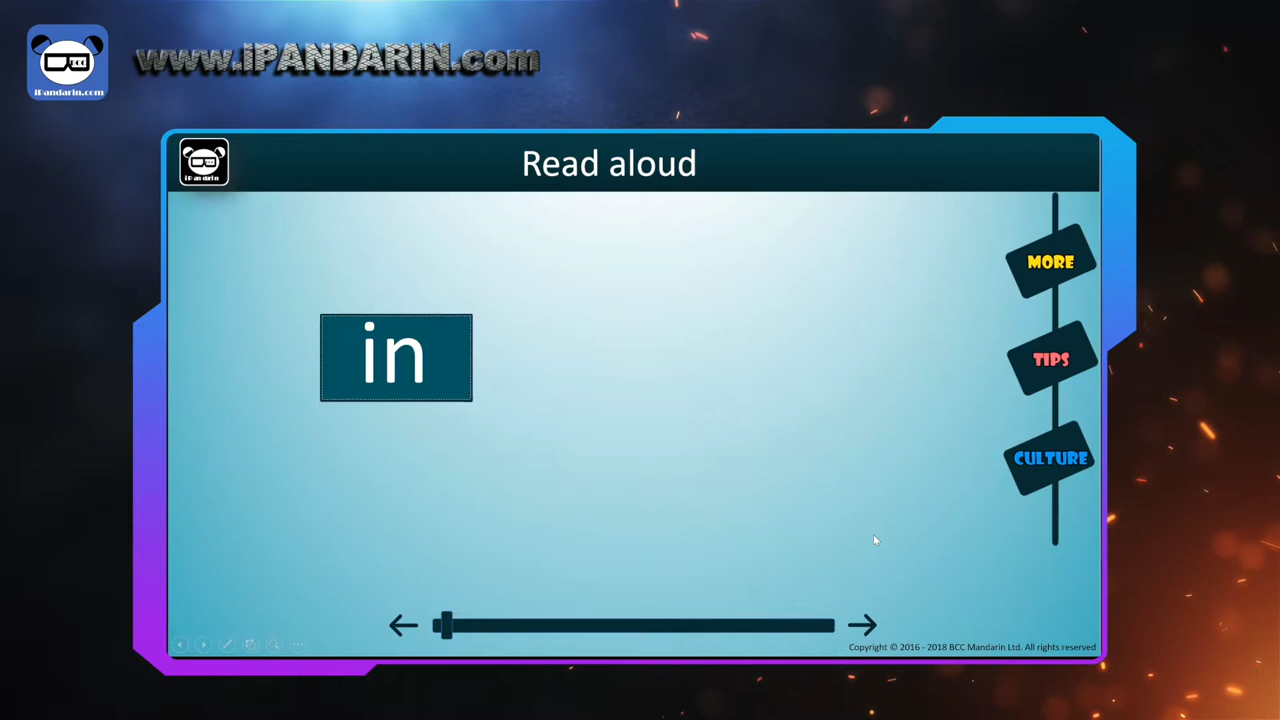 www.iPANDARIN.com
iPandarin.com
Read aloud
iPandarin
MORE
in
TIPS
CULTURE
Copyright © 2016 - 2018 BCC Mandarin Ltd. All rights reserved